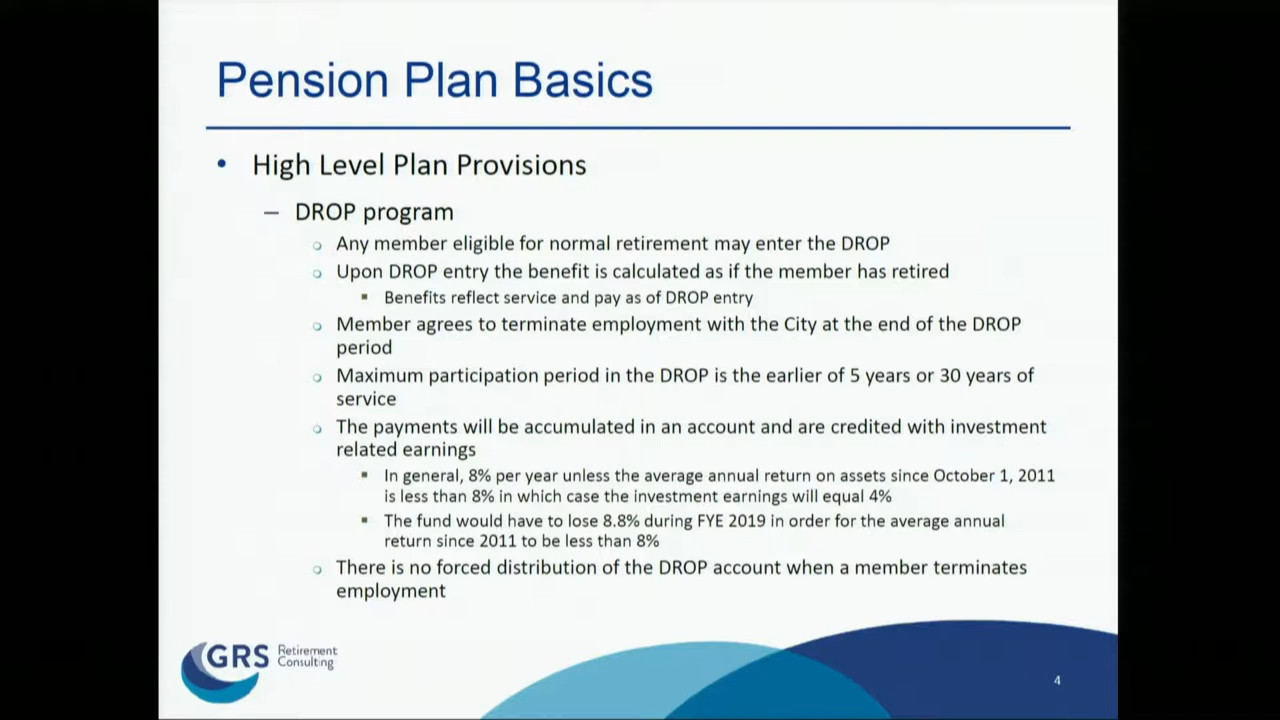 Pension Plan Basics
• High Level Plan Provisions
– DROP program
○ Any member eligible for normal retirement may enter the DROP
○ Upon DROP entry the benefit is calculated as if the member has retired
▪ Benefits reflect service and pay as of DROP entry
○ Member agrees to terminate employment with the City at the end of the DROP
period
○ Maximum participation period in the DROP is the earlier of 5 years or 30 years of
service
○ The payments will be accumulated in an account and are credited with investment
related earnings
▪ In general, 8% per year unless the average annual return on assets since October 1, 2011
is less than 8% in which case the investment earnings will equal 4%
▪ The fund would have to lose 8.8% during FYE 2019 in order for the average annual
return since 2011 to be less than 8%
○ There is no forced distribution of the DROP account when a member terminates
employment
GRS Retirement
Consulting
4